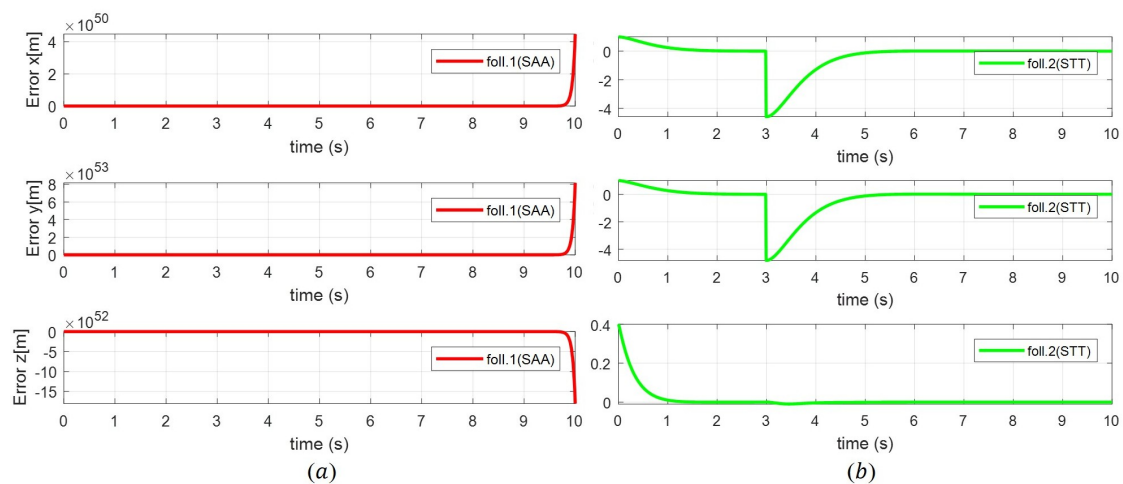 × 10^50
4
2
0
Error x[m]
foll.1(SAA)
0 1 2 3 4 5 6 7 8 9 10
time (s)
× 10^53
8
6
4
2
0
Error y[m]
foll.1(SAA)
0 1 2 3 4 5 6 7 8 9 10
time (s)
× 10^52
0
-5
-10
-15
Error z[m]
foll.1(SAA)
0 1 2 3 4 5 6 7 8 9 10
time (s)
(a)
0
-2
-4
foll.2(STT)
0 1 2 3 4 5 6 7 8 9 10
time (s)
0
-2
-4
foll.2(STT)
0 1 2 3 4 5 6 7 8 9 10
time (s)
0.4
0.2
0
foll.2(STT)
0 1 2 3 4 5 6 7 8 9 10
time (s)
(b)